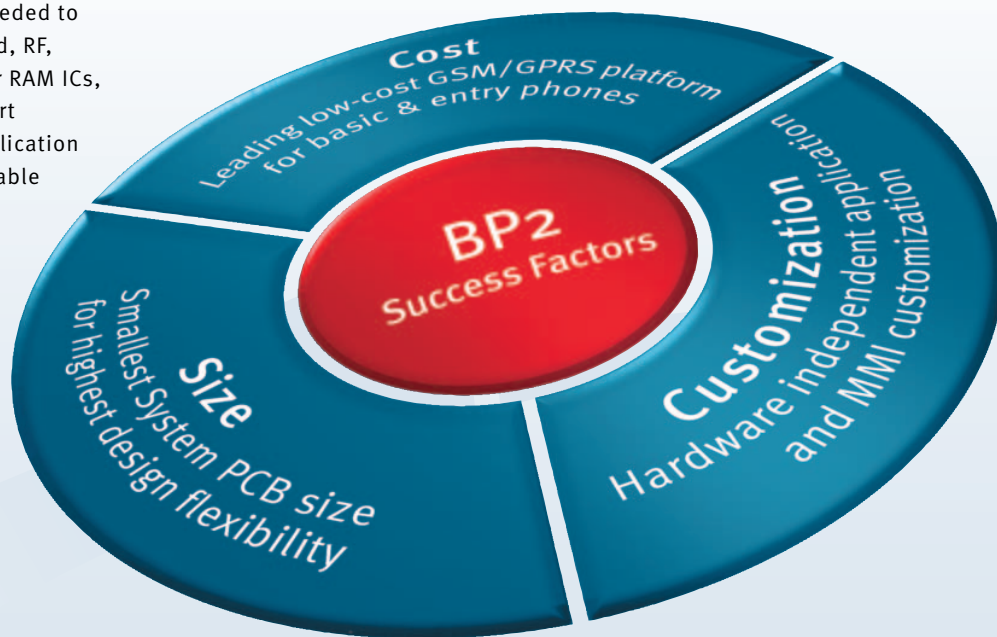 eded to
d, RF,
r RAM ICs,
rt
lication
able
Cost
Leading low-cost GSM/GPRS platform
for basic & entry phones
BP2
Success Factors
Customization
Hardware independent application
and MMI customization
Size
Smallest System PCB size
for highest design flexibility